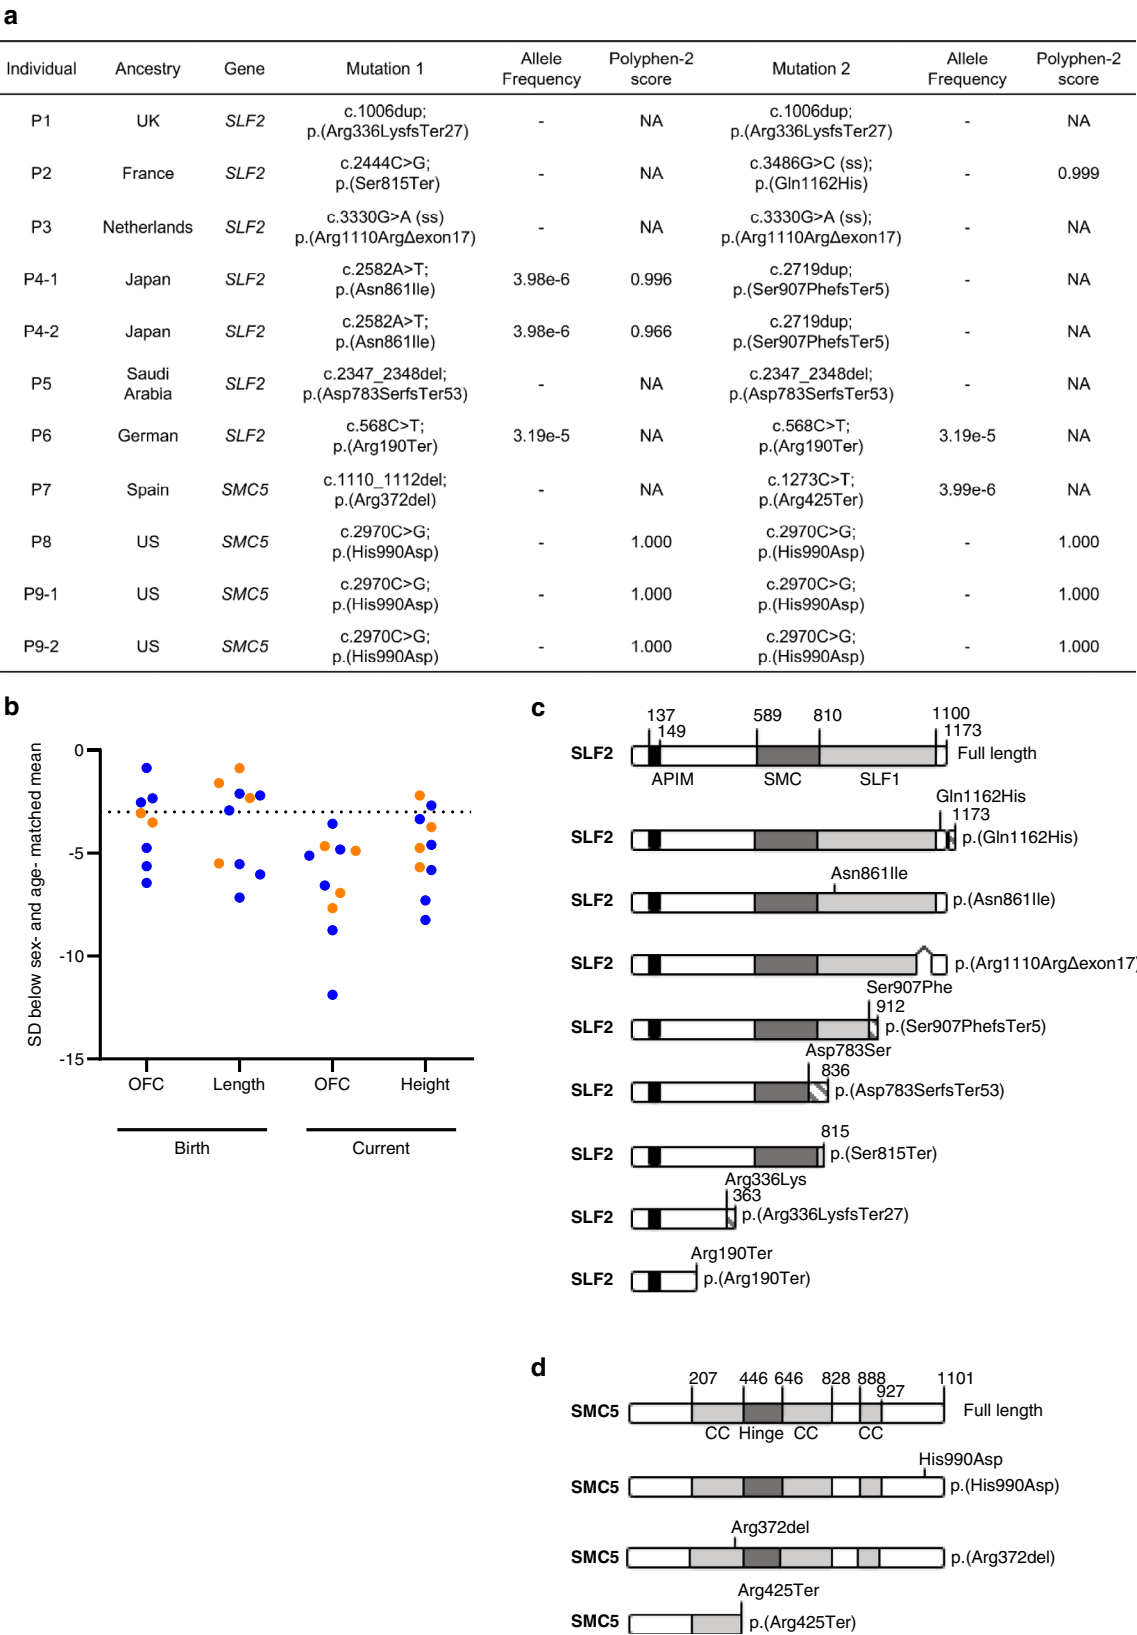 a
Individual Ancestry Gene Mutation 1 Allele Frequency Polyphen-2 score Mutation 2 Allele Frequency Polyphen-2 score
P1 UK SLF2 c.1006dup; p.(Arg336LysfsTer27) - NA c.1006dup; p.(Arg336LysfsTer27) - NA
P2 France SLF2 c.2444C>G; p.(Ser815Ter) - NA c.3486G>C (ss); p.(Gln1162His) - 0.999
P3 Netherlands SLF2 c.3330G>A (ss) p.(Arg1110ArgΔexon17) - NA c.3330G>A (ss); p.(Arg1110ArgΔexon17) - NA
P4-1 Japan SLF2 c.2582A>T; p.(Asn861Ile) 3.98e-6 0.996 c.2719dup; p.(Ser907PhefsTer5) - NA
P4-2 Japan SLF2 c.2582A>T; p.(Asn861Ile) 3.98e-6 0.966 c.2719dup; p.(Ser907PhefsTer5) - NA
P5 Saudi Arabia SLF2 c.2347_2348del; p.(Asp783SerfsTer53) - NA c.2347_2348del; p.(Asp783SerfsTer53) - NA
P6 German SLF2 c.568C>T; p.(Arg190Ter) 3.19e-5 NA c.568C>T; p.(Arg190Ter) 3.19e-5 NA
P7 Spain SMC5 c.1110_1112del; p.(Arg372del) - NA c.1273C>T; p.(Arg425Ter) 3.99e-6 NA
P8 US SMC5 c.2970C>G; p.(His990Asp) - 1.000 c.2970C>G; p.(His990Asp) - 1.000
P9-1 US SMC5 c.2970C>G; p.(His990Asp) - 1.000 c.2970C>G; p.(His990Asp) - 1.000
P9-2 US SMC5 c.2970C>G; p.(His990Asp) - 1.000 c.2970C>G; p.(His990Asp) - 1.000
b
SD below sex- and age- matched mean
0
-5
-10
-15
OFC Length OFC Height
Birth Current
c
137 149 589 810 1100 1173
SLF2 Full length
APIM SMC SLF1
Gln1162His
1173
SLF2 p.(Gln1162His)
Asn861Ile
SLF2 p.(Asn861Ile)
SLF2 p.(Arg1110ArgΔexon17)
Ser907Phe
912
SLF2 p.(Ser907PhefsTer5)
Asp783Ser
836
SLF2 p.(Asp783SerfsTer53)
815
SLF2 p.(Ser815Ter)
Arg336Lys
363
SLF2 p.(Arg336LysfsTer27)
Arg190Ter
SLF2 p.(Arg190Ter)
d
207 446 646 828 888 927 1101
SMC5 Full length
CC Hinge CC CC
His990Asp
SMC5 p.(His990Asp)
Arg372del
SMC5 p.(Arg372del)
Arg425Ter
SMC5 p.(Arg425Ter)